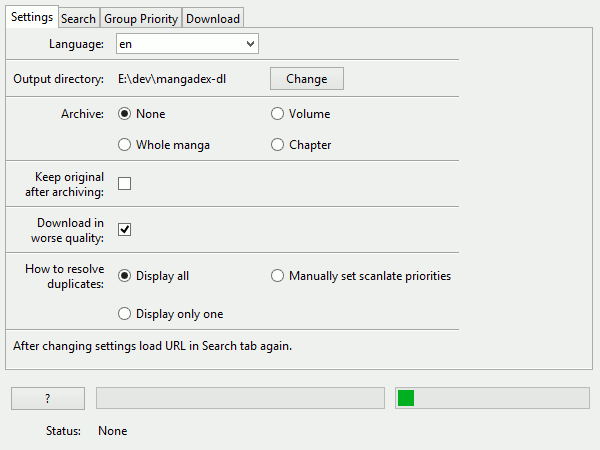 Settings Search Group Priority Download
Language: en
Output directory: E:\dev\mangadex-dl Change
Archive: None Volume
Whole manga Chapter
Keep original
after archiving:
Download in
worse quality:
How to resolve
duplicates: Display all Manually set scanlate priorities
Display only one
After changing settings load URL in Search tab again.
?
Status: None